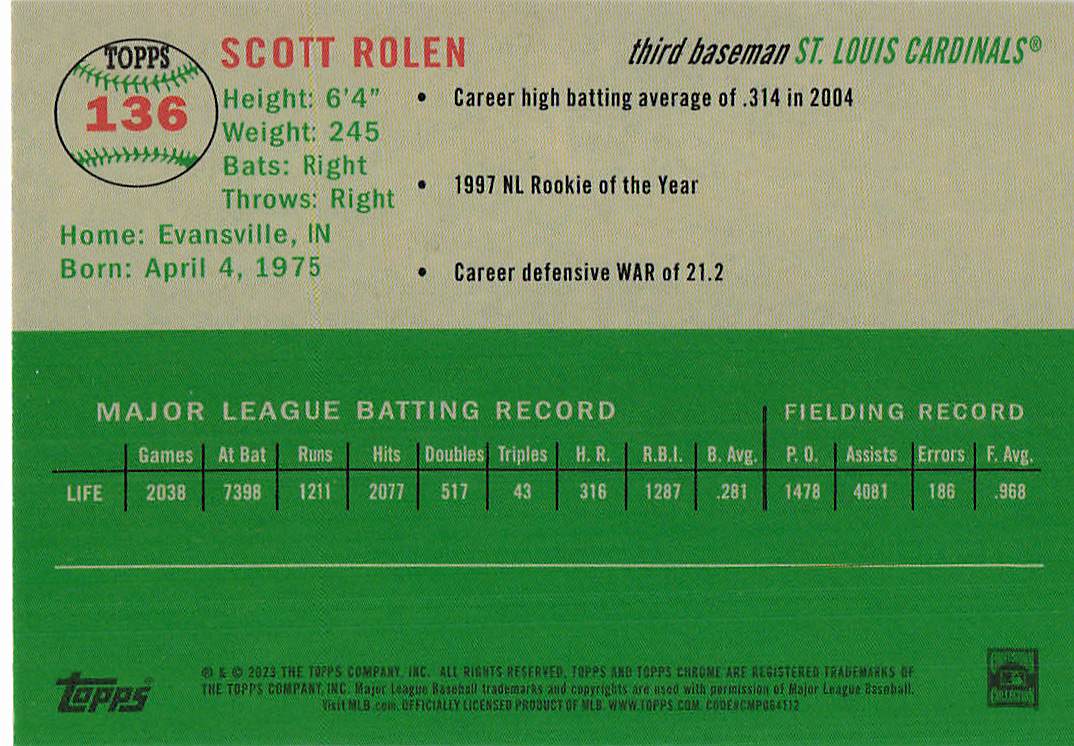 TOPPS
136
SCOTT ROLEN
third baseman ST. LOUIS CARDINALS®
Height: 6'4"
Weight: 245
Bats: Right
Throws: Right
Home: Evansville, IN
Born: April 4, 1975
• Career high batting average of .314 in 2004
• 1997 NL Rookie of the Year
• Career defensive WAR of 21.2
MAJOR LEAGUE BATTING RECORD FIELDING RECORD
Games At Bat Runs Hits Doubles Triples H. R. R.B.I. B. Avg. P. O. Assists Errors F. Avg.
LIFE 2038 7398 1211 2077 517 43 316 1287 .281 1478 4081 186 .968
topps®
® & © 2023 THE TOPPS COMPANY, INC. ALL RIGHTS RESERVED. TOPPS AND TOPPS CHROME ARE REGISTERED TRADEMARKS OF
THE TOPPS COMPANY, INC. Major League Baseball trademarks and copyrights are used with permission of Major League Baseball.
Visit MLB.com. OFFICIALLY LICENSED PRODUCT OF MLB. WWW.TOPPS.COM. CODE#CMP084112